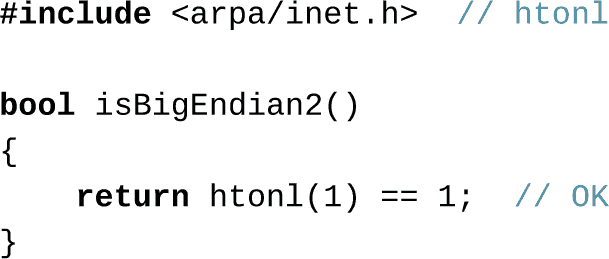 #include <arpa/inet.h>  // htonl
bool isBigEndian2()
{
    return htonl(1) == 1;  // OK
}